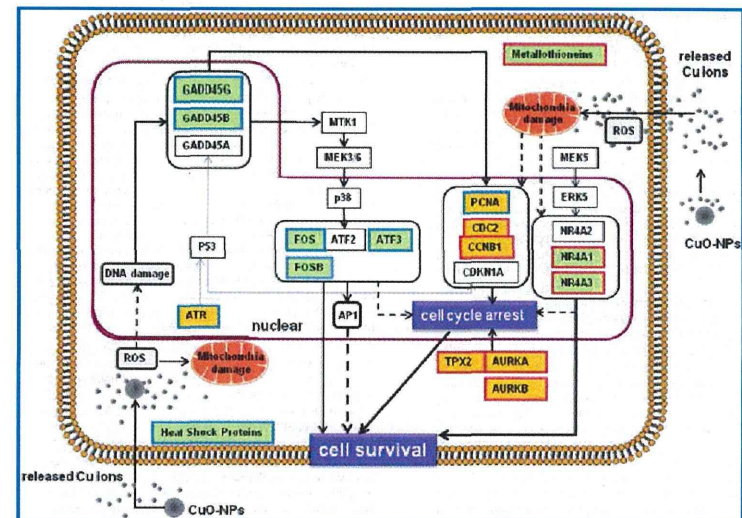 Metallothioneins
released
Cu ions
GADD45G
GADD45B
GADD45A
MTK1
MEK3/6
p38
Mitochondria
damage
ROS
MEK5
ERK5
CuO-NPs
PCNA
CDC2
CCNB1
CDKN1A
NR4A2
NR4A1
NR4A3
FOS
ATF2
ATF3
FOSB
P53
DNA damage
ATR
nuclear
AP1
cell cycle arrest
ROS
Mitochondria
damage
TPX2
AURKA
AURKB
Heat Shock Proteins
cell survival
released Cu ions
CuO-NPs